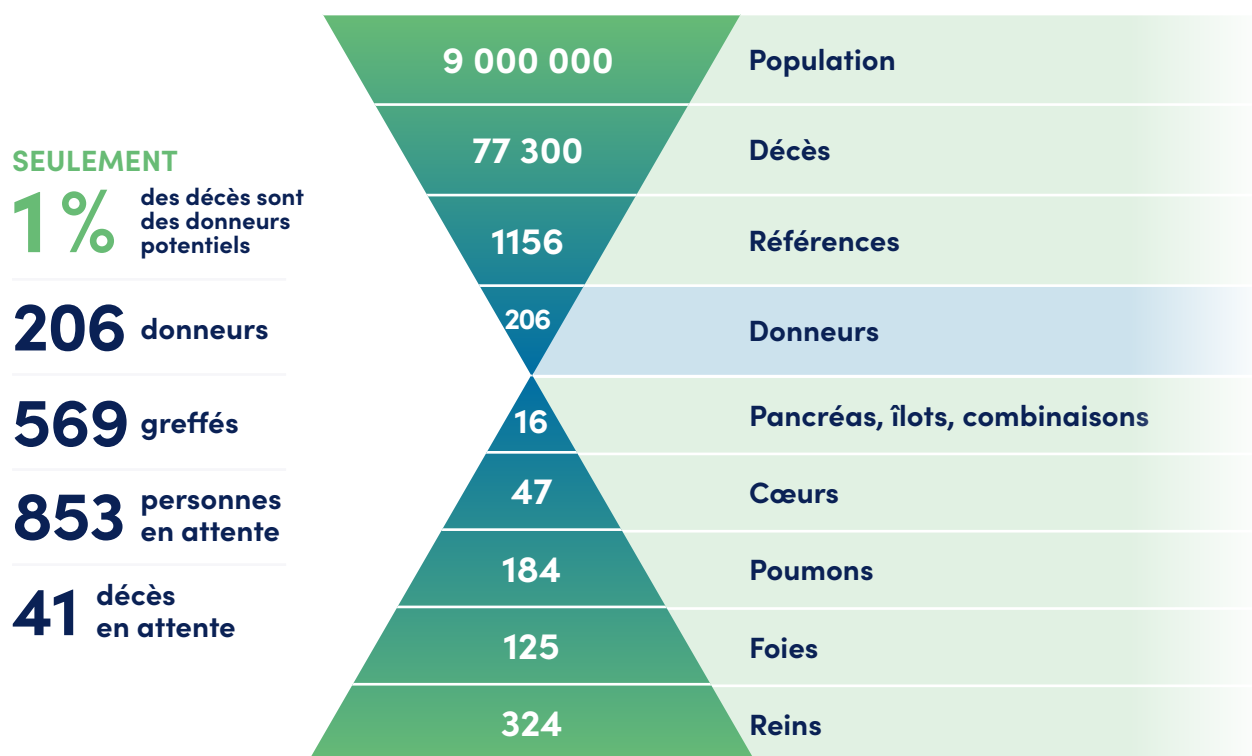 SEULEMENT
1 %
des décès sont
des donneurs
potentiels
206 donneurs
569 greffés
853 personnes
en attente
41 décès
en attente
9 000 000 Population
77 300 Décès
1156 Références
206 Donneurs
16 Pancréas, îlots, combinaisons
47 Cœurs
184 Poumons
125 Foies
324 Reins